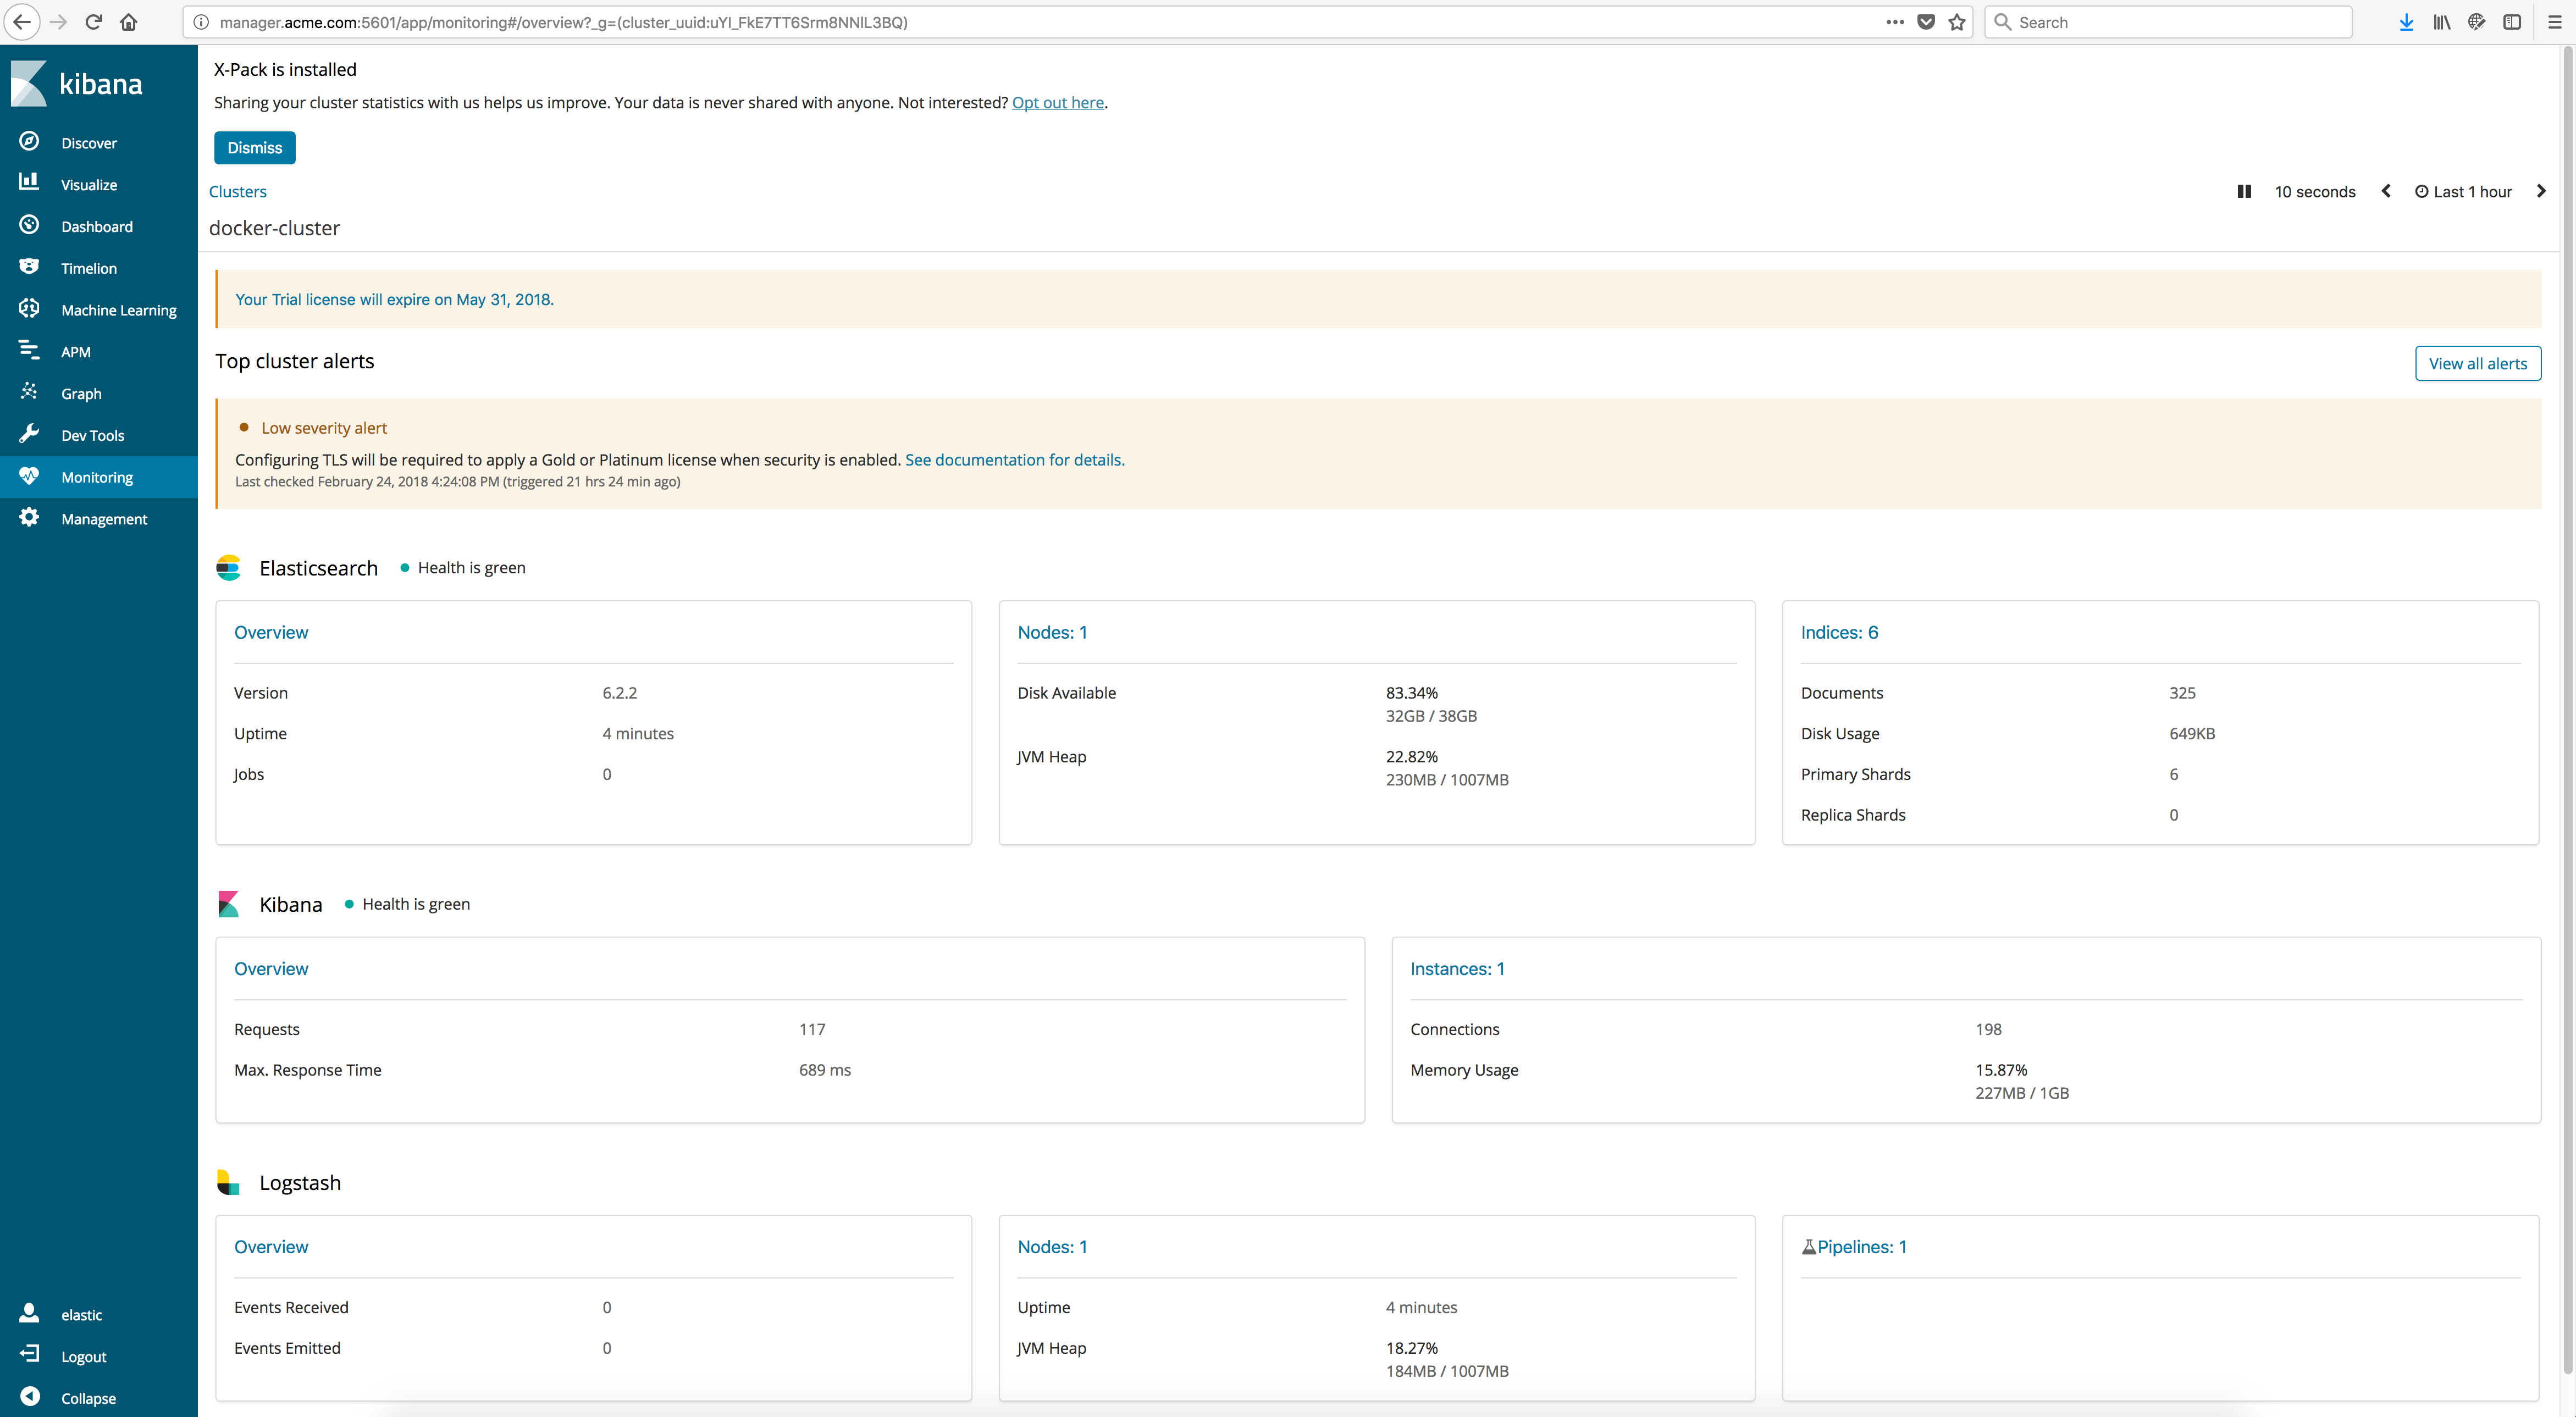 manager.acme.com:5601/app/monitoring#/overview?_g=(cluster_uuid:uYI_FkE7TT6Srm8NNIL3BQ)
Search
kibana
Discover
Visualize
Dashboard
Timelion
Machine Learning
APM
Graph
Dev Tools
Monitoring
Management
elastic
Logout
Collapse
X-Pack is installed
Sharing your cluster statistics with us helps us improve. Your data is never shared with anyone. Not interested? Opt out here.
Dismiss
Clusters
10 seconds
Last 1 hour
docker-cluster
Your Trial license will expire on May 31, 2018.
Top cluster alerts
View all alerts
Low severity alert
Configuring TLS will be required to apply a Gold or Platinum license when security is enabled. See documentation for details.
Last checked February 24, 2018 4:24:08 PM (triggered 21 hrs 24 min ago)
Elasticsearch
Health is green
Overview
Version 6.2.2
Uptime 4 minutes
Jobs 0
Nodes: 1
Disk Available 83.34%
32GB / 38GB
JVM Heap 22.82%
230MB / 1007MB
Indices: 6
Documents 325
Disk Usage 649KB
Primary Shards 6
Replica Shards 0
Kibana
Health is green
Overview
Requests 117
Max. Response Time 689 ms
Instances: 1
Connections 198
Memory Usage 15.87%
227MB / 1GB
Logstash
Overview
Events Received 0
Events Emitted 0
Nodes: 1
Uptime 4 minutes
JVM Heap 18.27%
184MB / 1007MB
Pipelines: 1